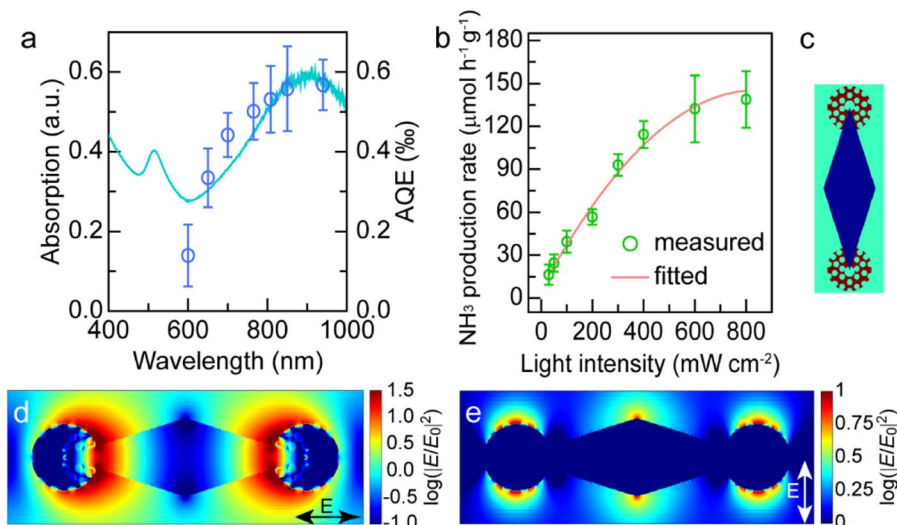 a
Absorption (a.u.)
0.6
0.4
0.2
0.0
400
600
800
1000
Wavelength (nm)
0.6
0.4
0.2
0.0
AQE (‰)
b
NH3 production rate (μmol h-1 g-1)
180
150
120
90
60
30
0
0
200
400
600
800
Light intensity (mW cm-2)
measured
fitted
c
d
E
1.5
1.0
0.5
0.0
-0.5
-1.0
log(|E/E0|)2
e
E
1
0.75
0.5
0.25
0
log(|E/E0|)2